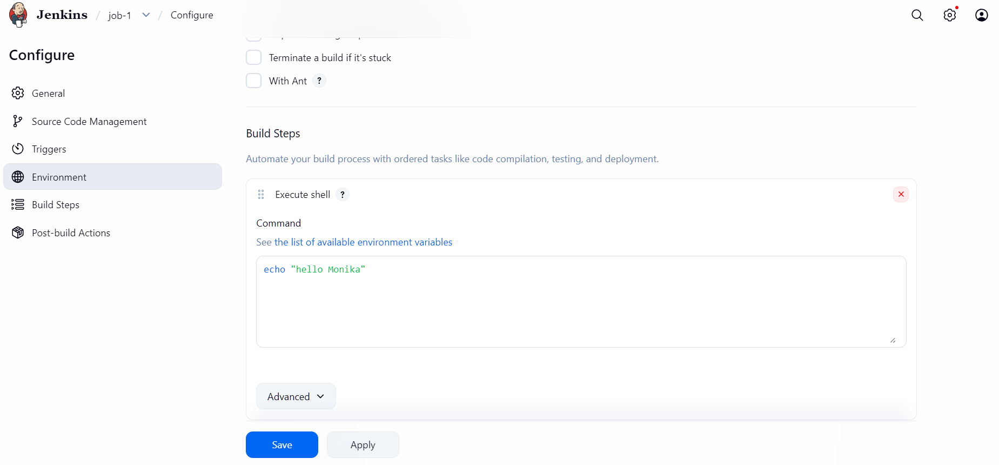 Jenkins / job-1 / Configure
Configure
General
Source Code Management
Triggers
Environment
Build Steps
Post-build Actions
Terminate a build if it's stuck
With Ant ?
Build Steps
Automate your build process with ordered tasks like code compilation, testing, and deployment.
Execute shell ?
Command
See the list of available environment variables
echo "hello Monika"
Advanced
Save
Apply